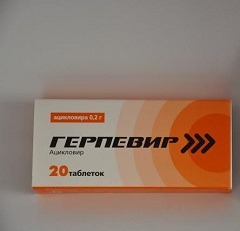 ацикловира 0,2 г
ГЕРПЕВИР
Ацикловир
20 таблеток